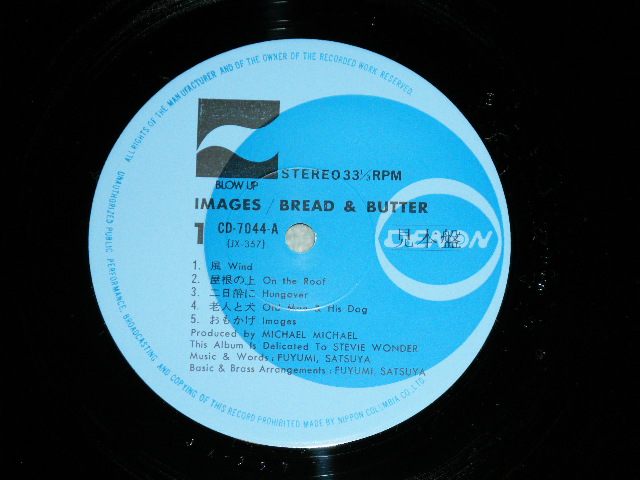 ALL RIGHTS OF THE MANUFACTURER AND OF THE OWNER OF THE RECORDED WORK RESERVED.
UNAUTHORIZED PUBLIC PERFORMANCE, BROADCASTING AND COPYING OF THIS RECORD PROHIBITED. MADE BY NIPPON COLUMBIA CO., LTD.
BLOW UP
STEREO 33⅓ RPM
IMAGES / BREAD & BUTTER
1 CD-7044-A
(JX-357)
見本盤
DENON
1. 風 Wind
2. 屋根の上 On the Roof
3. 二日酔に Hungover
4. 老人と犬 Old Man & His Dog
5. おもかげ Images
Produced by MICHAEL MICHAEL
This Album Is Delicated To STEVIE WONDER
Music & Words : FUYUMI, SATSUYA
Basic & Brass Arrangements : FUYUMI, SATSUYA